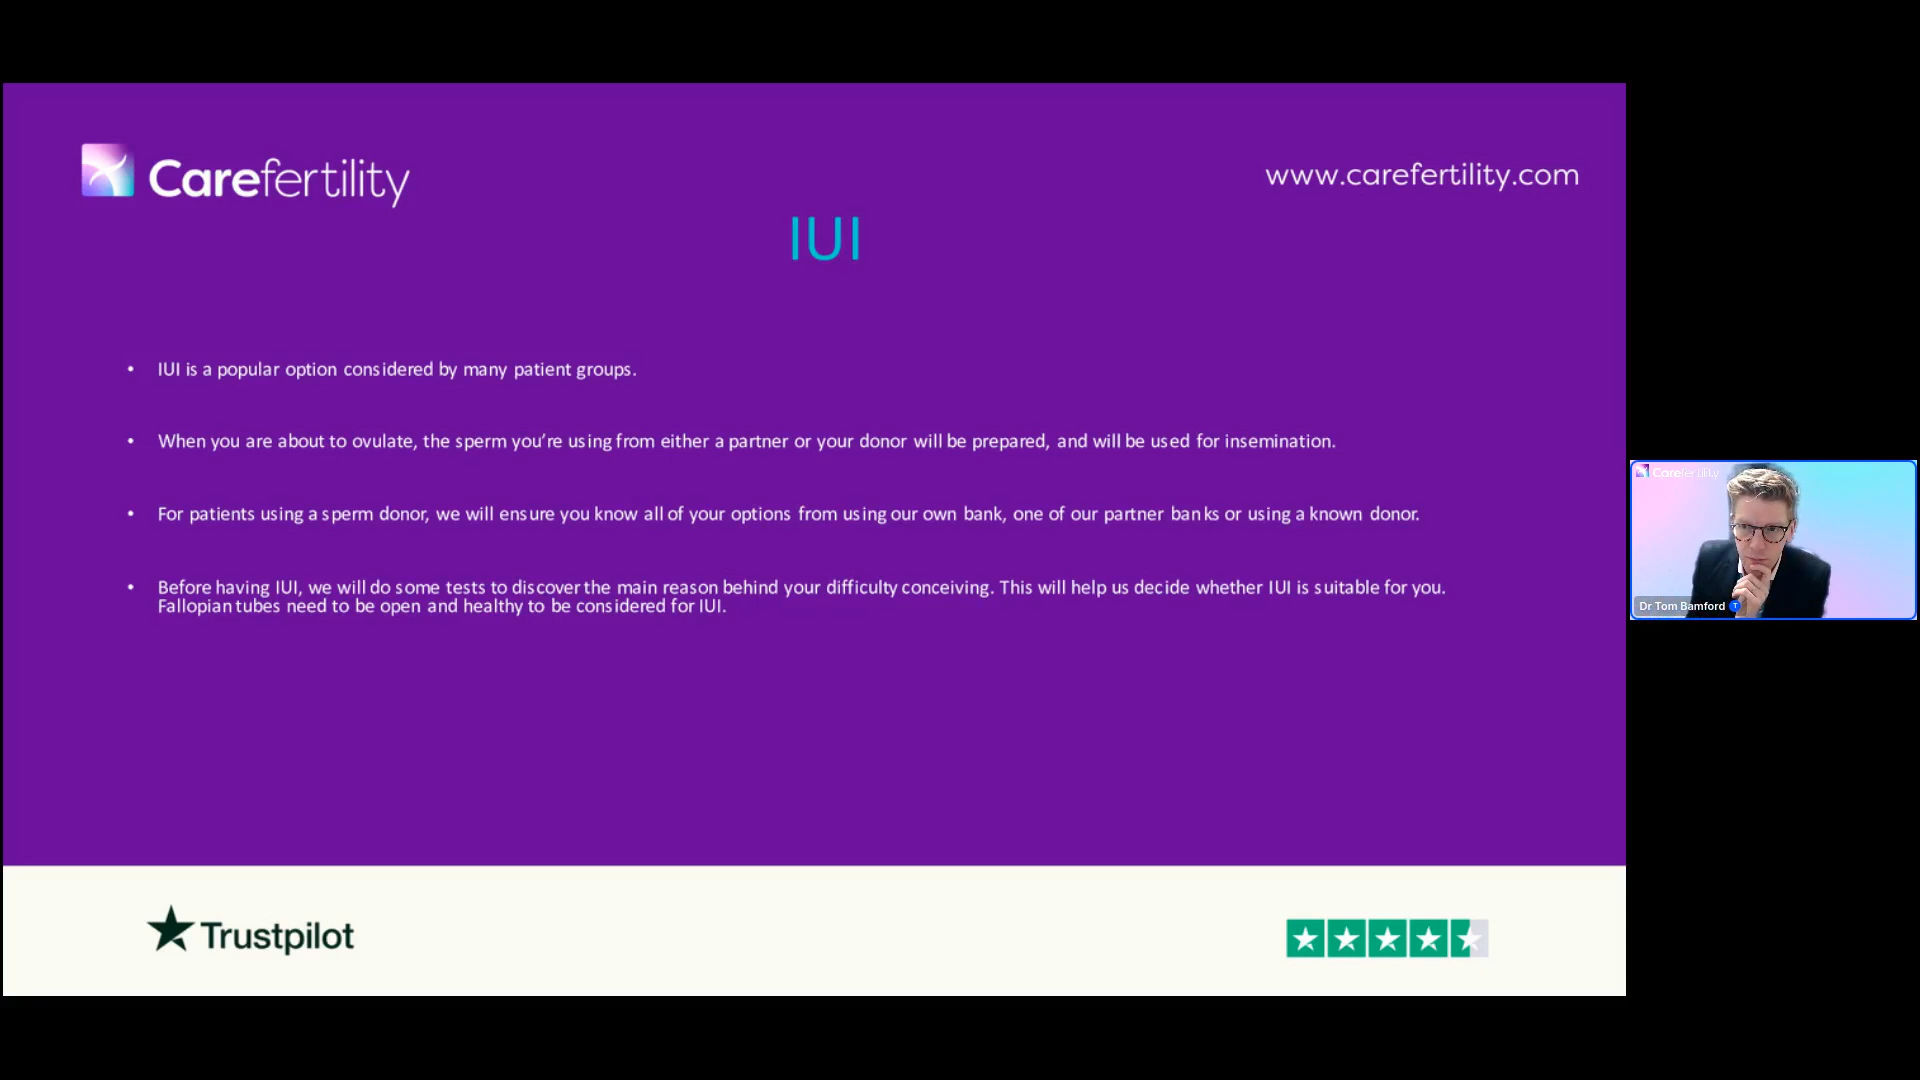 Carefertility
www.carefertility.com
IUI
• IUI is a popular option considered by many patient groups.
• When you are about to ovulate, the sperm you’re using from either a partner or your donor will be prepared, and will be used for insemination.
• For patients using a sperm donor, we will ensure you know all of your options from using our own bank, one of our partner banks or using a known donor.
• Before having IUI, we will do some tests to discover the main reason behind your difficulty conceiving. This will help us decide whether IUI is suitable for you.
Fallopian tubes need to be open and healthy to be considered for IUI.
Carefertility
Dr Tom Bamford T
Trustpilot